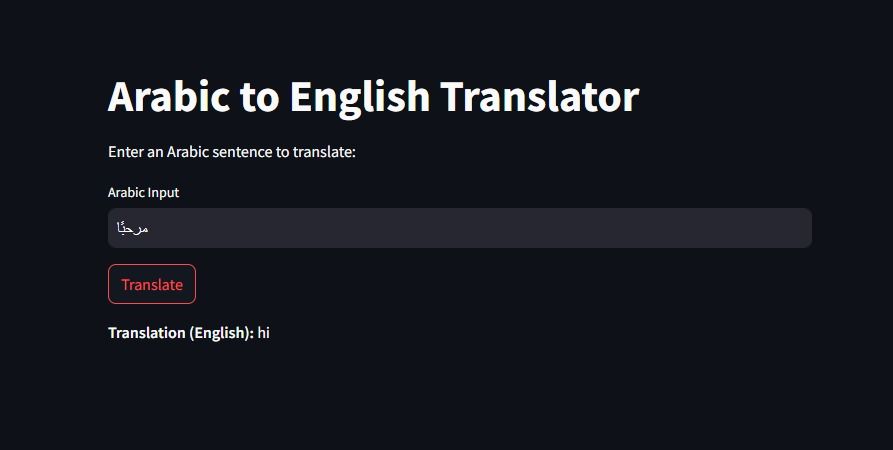 Arabic to English Translator
Enter an Arabic sentence to translate:
Arabic Input
مرحبًا
Translate
Translation (English): hi